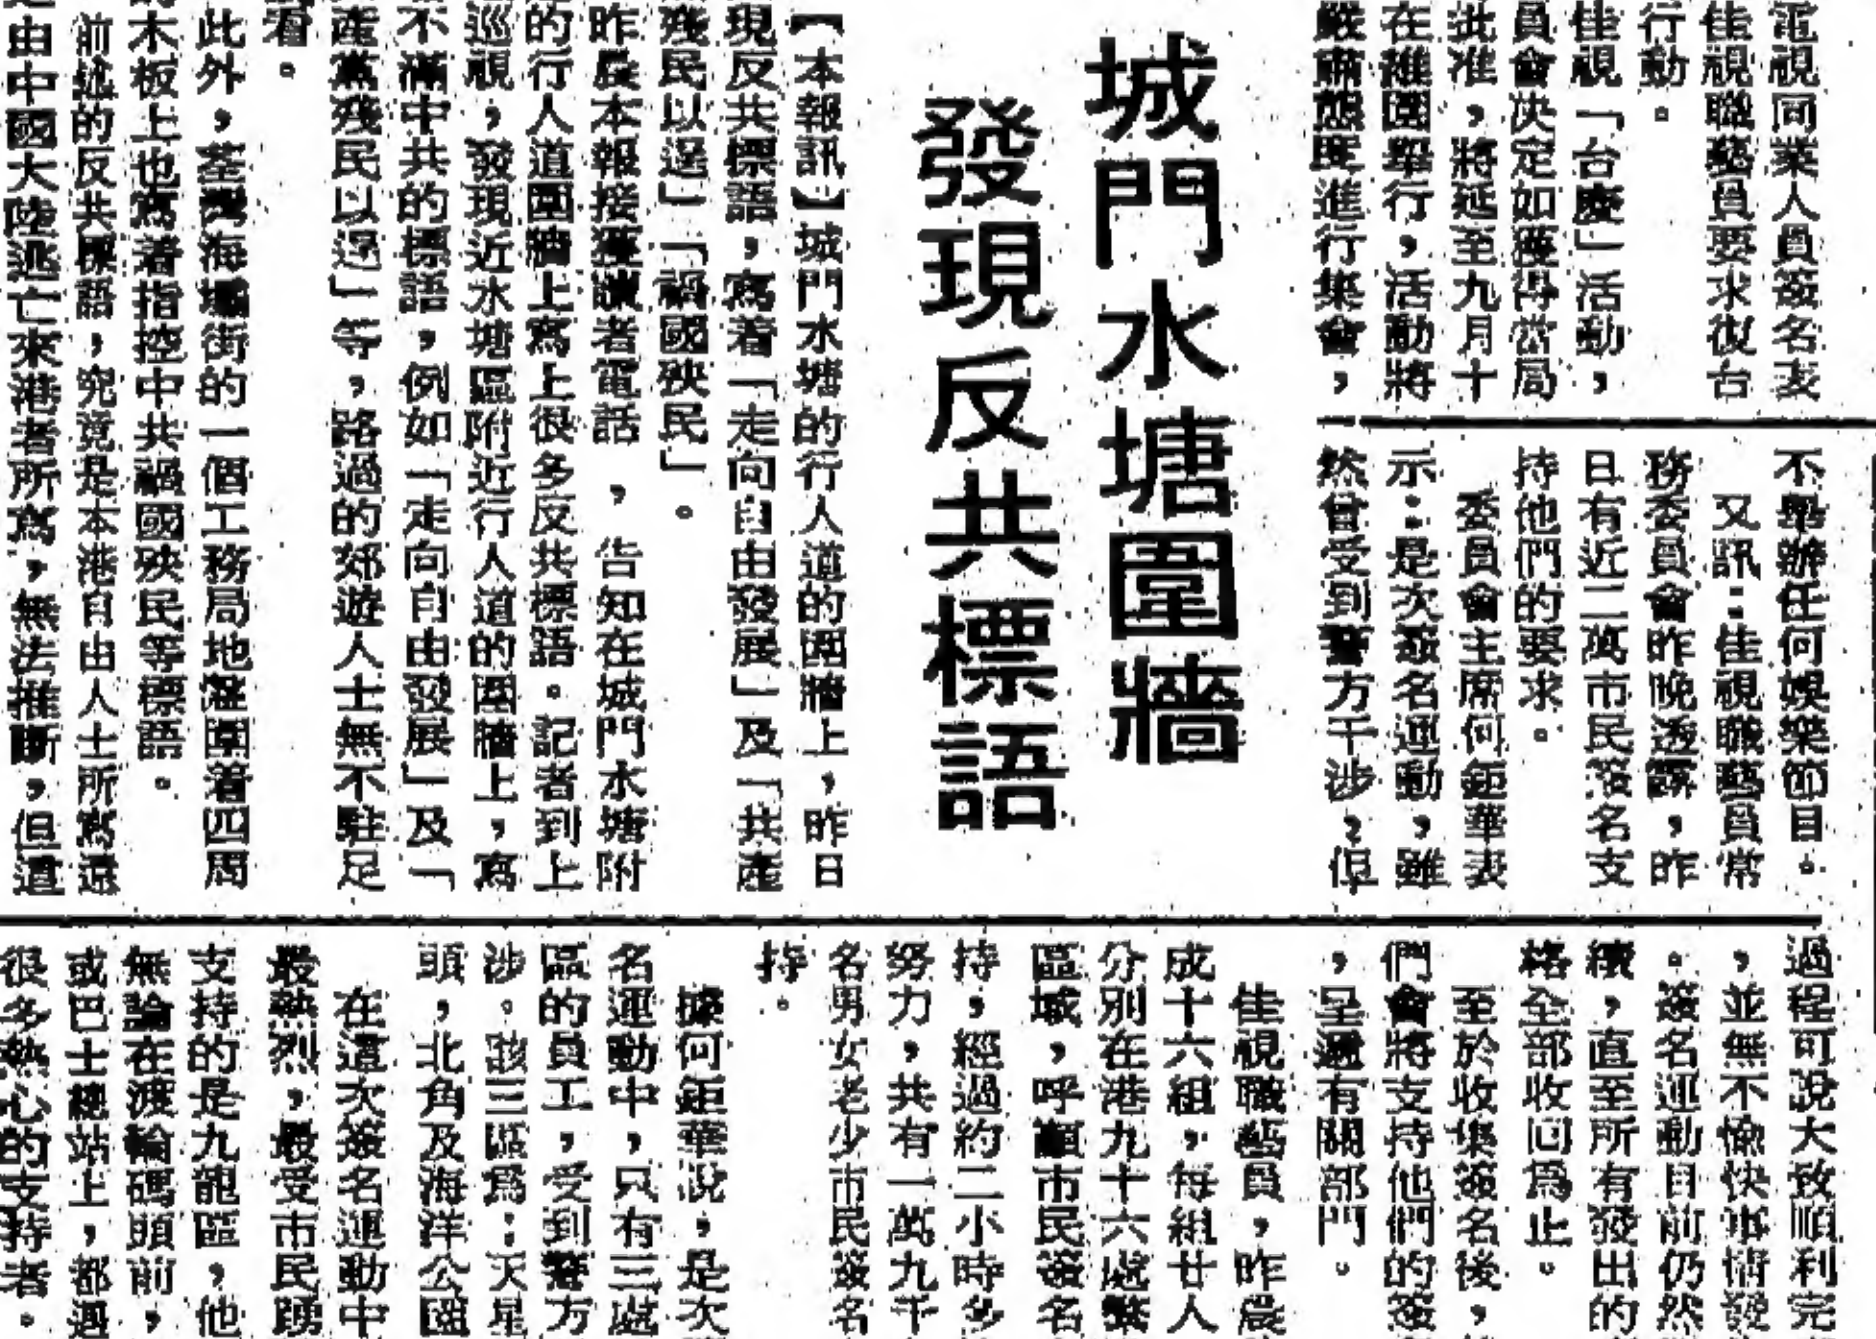 電視同業人員簽名支
佳視職藝員要求復台
行動。
佳視「台慶」活動，
員會决定如獲得當局
批准，將延至九月十
在維園舉行，活動將
嚴肅態度進行集會，
不舉辦任何娛樂節目。
又訊：佳視職藝員常
務委員會昨晚透露，昨
日有近二萬市民簽名支
持他們的要求。
委員會主席何鉅華表
示：是次簽名運動，雖
然曾受到警方干涉，但
過程可說大致順利完
，並無不愉快事情發
。簽名運動目前仍然
續，直至所有發出的
格全部收回爲止。
至於收集簽名後，
們會將支持他們的簽
，呈遞有關部門。
佳視職藝員，昨晨
成十六組，每組廿人
分別在港九十六處繁
區域，呼籲市民簽名
持，經過約二小時多
努力，共有一萬九千
名男女老少市民簽名
持。
據何鉅華說，是次
名運動中，只有三處
區的員工，受到警方
涉。該三區爲：天星
頭，北角及海洋公園
在這次簽名運動中
最熱烈，最受市民踴
支持的是九龍區，他
無論在渡輪碼頭前，
或巴士總站上，都遇
很多熱心的支持者。
城門水塘圍牆
發現反共標語
【本報訊】城門水塘的行人道的圍牆上，昨日
現反共標語，寫着「走向自由發展」及「共產
殘民以逞」「禍國殃民」。
昨晨本報接獲讀者電話，告知在城門水塘附
的行人道圍牆上寫上很多反共標語。記者到上
巡視，發現近水塘區附近行人道的圍牆上，寫
不滿中共的標語，例如「走向自由發展」及「
產黨殘民以逞」等，路過的郊遊人士無不駐足
看。
此外，荃灣海壩街的一個工務局地盤圍着四周
木板上也寫着指控中共禍國殃民等標語。
前述的反共標語，究竟是本港自由人士所寫還
由中國大陸逃亡來港者所寫，無法推斷，但這